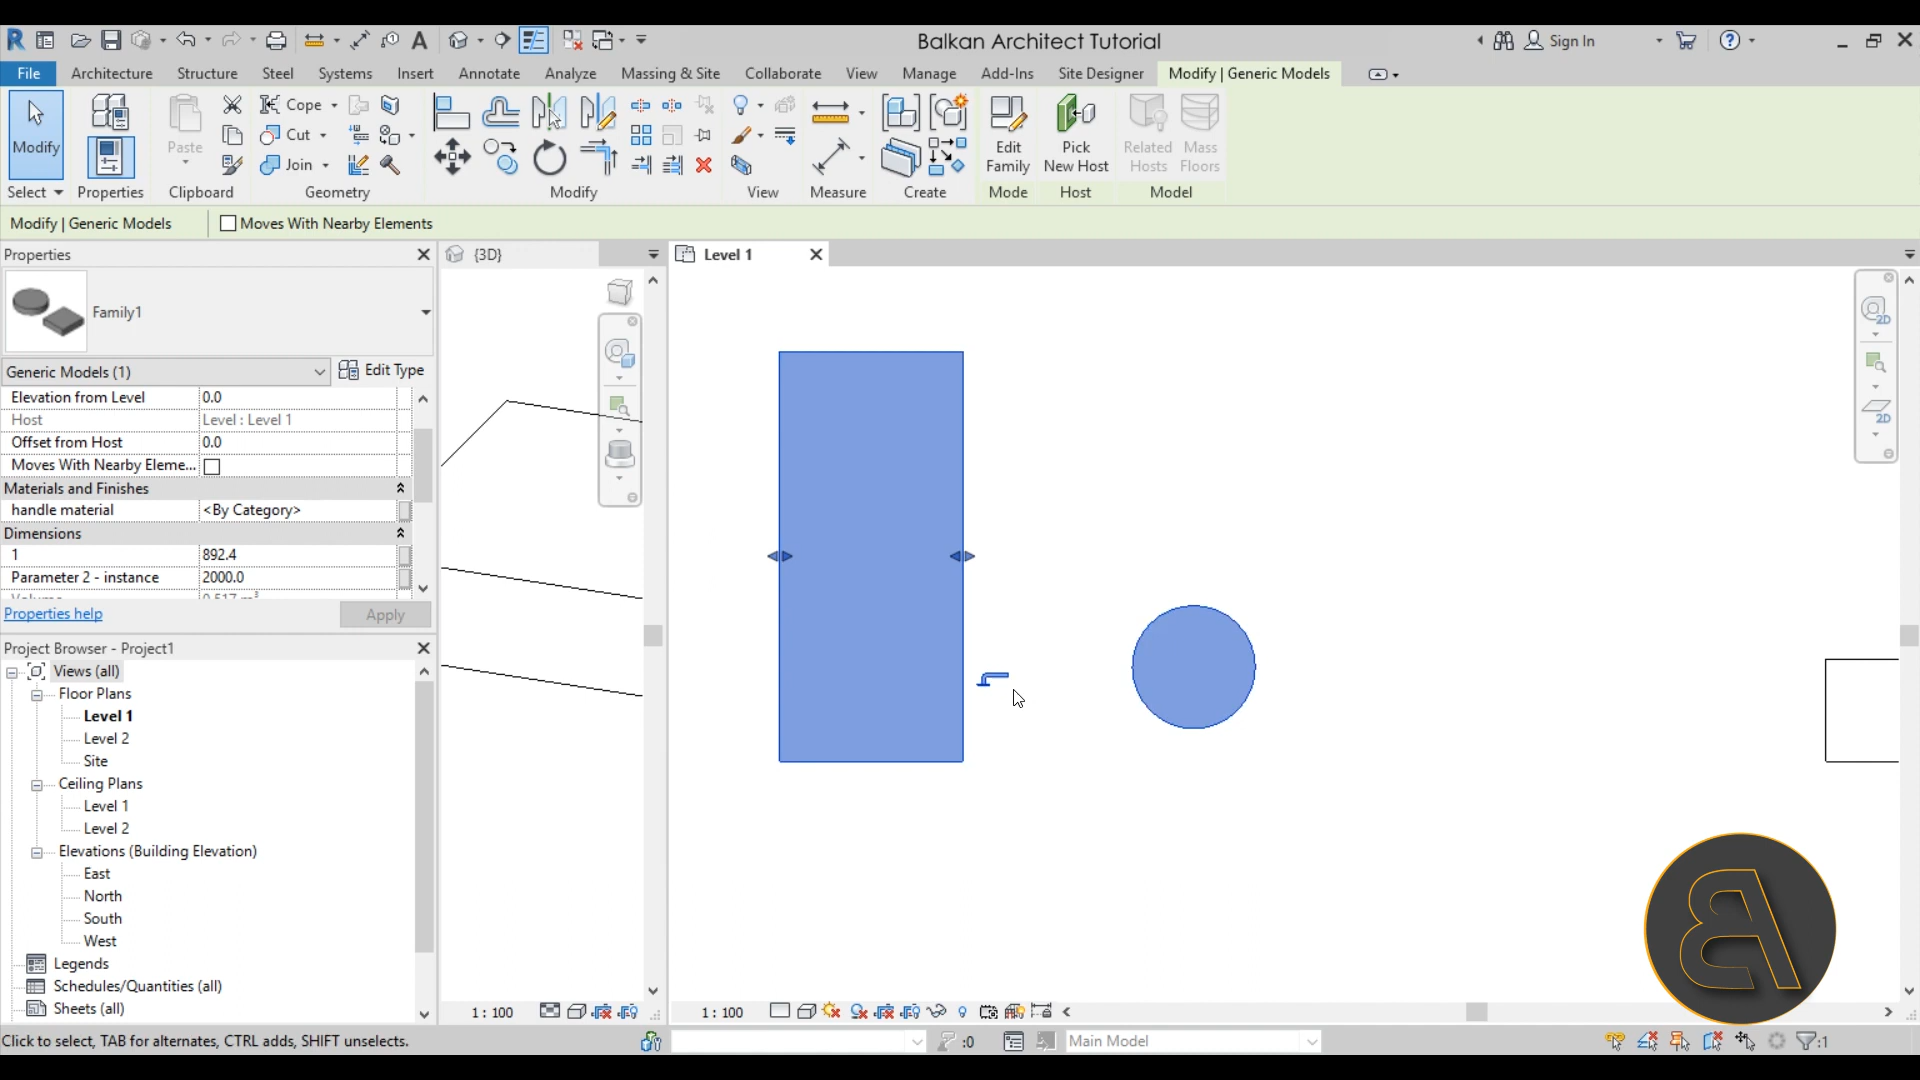 Balkan Architect Tutorial
Sign In
File Architecture Structure Steel Systems Insert Annotate Analyze Massing & Site Collaborate View Manage Add-Ins Site Designer Modify | Generic Models
Cope
Cut
Join
Modify
Paste
Edit Family
Pick New Host
Related Hosts
Mass Floors
Select Properties Clipboard Geometry Modify View Measure Create Mode Host Model
Modify | Generic Models
Moves With Nearby Elements
Properties
{3D}
Level 1
Family1
Generic Models (1)
Edit Type
Elevation from Level 0.0
Host Level : Level 1
Offset from Host 0.0
Moves With Nearby Eleme...
Materials and Finishes
handle material <By Category>
Dimensions
1 892.4
Parameter 2 - instance 2000.0
Volume 0.517 m³
Properties help
Apply
Project Browser - Project1
Views (all)
Floor Plans
Level 1
Level 2
Site
Ceiling Plans
Level 1
Level 2
Elevations (Building Elevation)
East
North
South
West
Legends
Schedules/Quantities (all)
Sheets (all)
1 : 100
1 : 100
Click to select, TAB for alternates, CTRL adds, SHIFT unselects.
:0
Main Model
:1
2D
2D